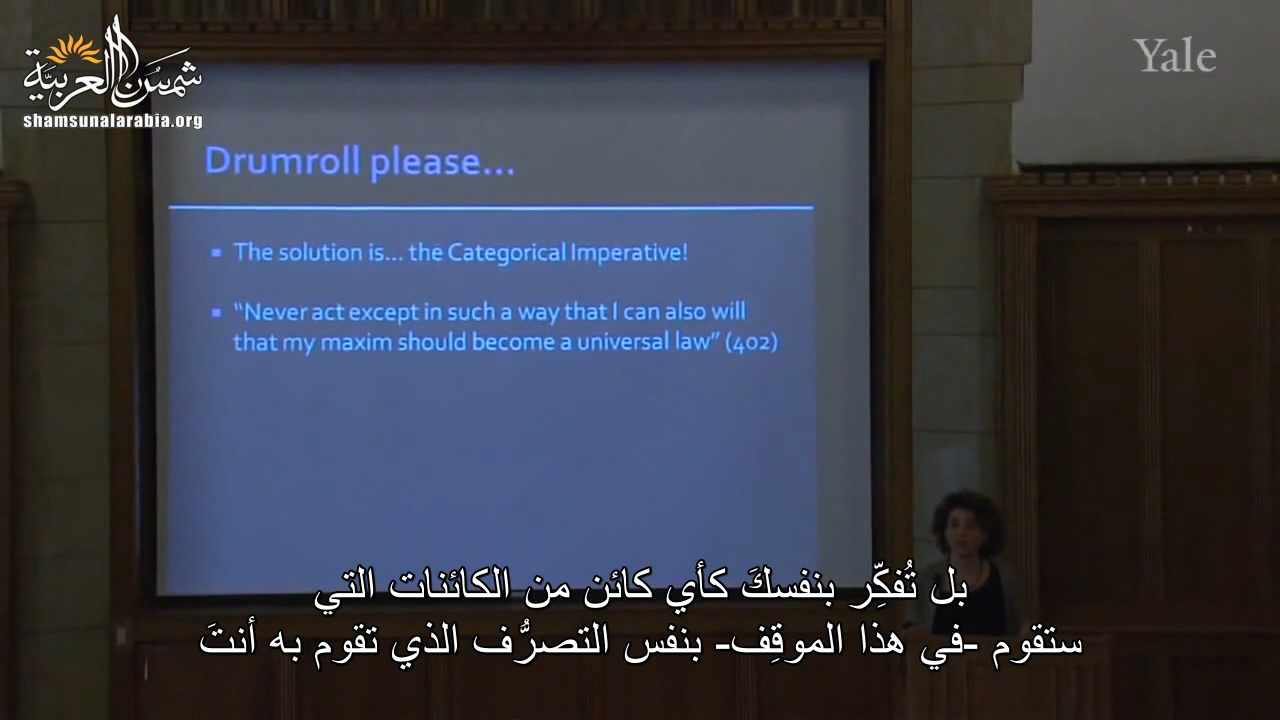 شمس العربية
shamsunalarabia.org
Yale
Drumroll please...
The solution is... the Categorical Imperative!
“Never act except in such a way that I can also will
that my maxim should become a universal law” (402)
بل تُفكِّر بنفسكَ كأي كائن من الكائنات التي
ستقوم -في هذا الموقِف- بنفس التصرُّف الذي تقوم به أنتَ